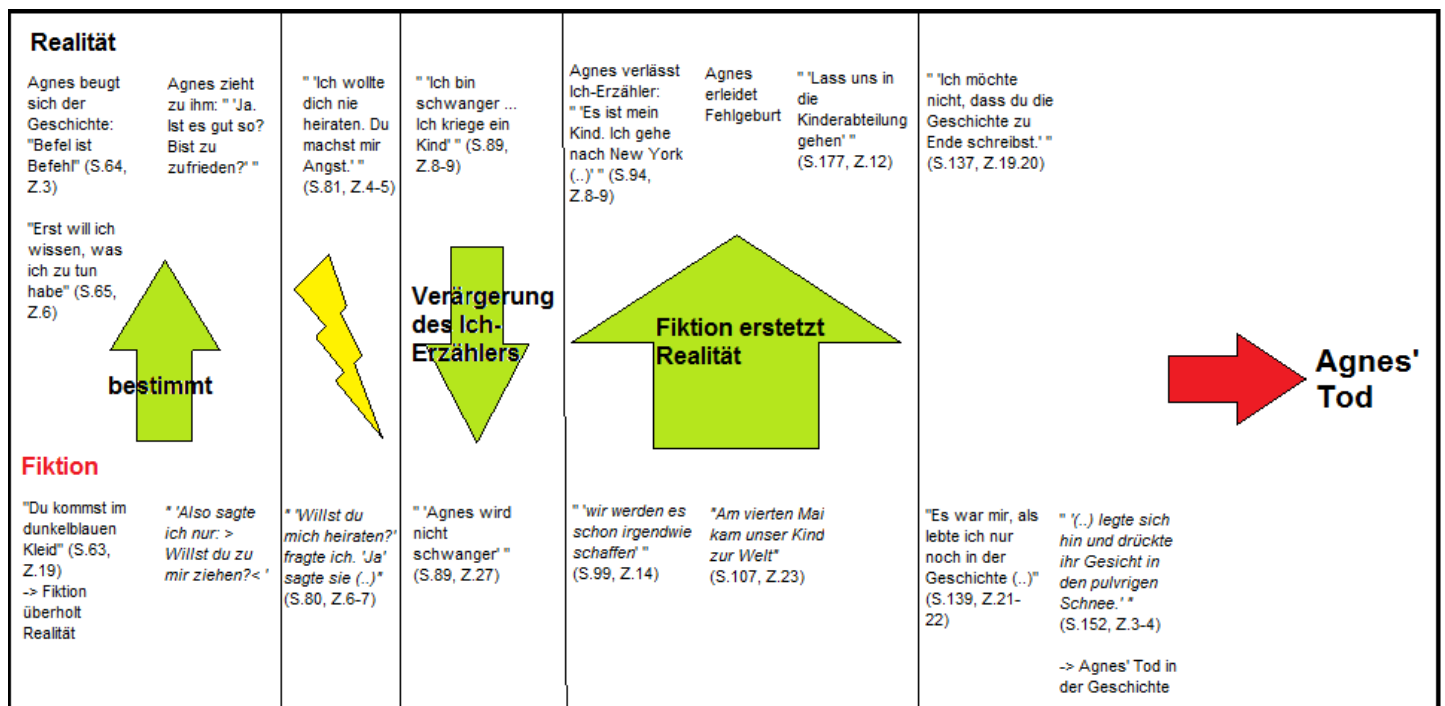 Realität
Agnes beugt
sich der
Geschichte:
"Befel ist
Befehl" (S.64,
Z.3)
"Erst will ich
wissen, was
ich zu tun
habe" (S.65,
Z.6)
Agnes zieht
zu ihm: " 'Ja.
Ist es gut so?
Bist zu
zufrieden?' "
bestimmt
Fiktion
"Du kommst im
dunkelblauen
Kleid" (S.63,
Z.19)
-> Fiktion
überholt
Realität
" 'Also sagte
ich nur: >
Willst du zu
mir ziehen?< '
" 'Ich wollte
dich nie
heiraten. Du
machst mir
Angst.' "
(S.81, Z.4-5)
" 'Willst du
mich heiraten?'
fragte ich. 'Ja'
sagte sie (..)"
(S.80, Z.6-7)
" 'Ich bin
schwanger ...
Ich kriege ein
Kind' " (S.89,
Z.8-9)
Verärgerung
des Ich-
Erzählers
" 'Agnes wird
nicht
schwanger' "
(S.89, Z.27)
Agnes verlässt
Ich-Erzähler:
" 'Es ist mein
Kind. Ich gehe
nach New York
(..)' " (S.94,
Z.8-9)
Agnes
erleidet
Fehlgeburt
" 'Lass uns in
die
Kinderabteilung
gehen' "
(S.177, Z.12)
Fiktion erstetzt
Realität
" 'wir werden es
schon irgendwie
schaffen' "
(S.99, Z.14)
"Am vierten Mai
kam unser Kind
zur Welt"
(S.107, Z.23)
" 'Ich möchte
nicht, dass du die
Geschichte zu
Ende schreibst.' "
(S.137, Z.19.20)
Agnes'
Tod
"Es war mir, als
lebte ich nur
noch in der
Geschichte (..)"
(S.139, Z.21-
22)
" '(..) legte sich
hin und drückte
ihr Gesicht in
den pulvrigen
Schnee.' "
(S.152, Z.3-4)
-> Agnes' Tod in
der Geschichte